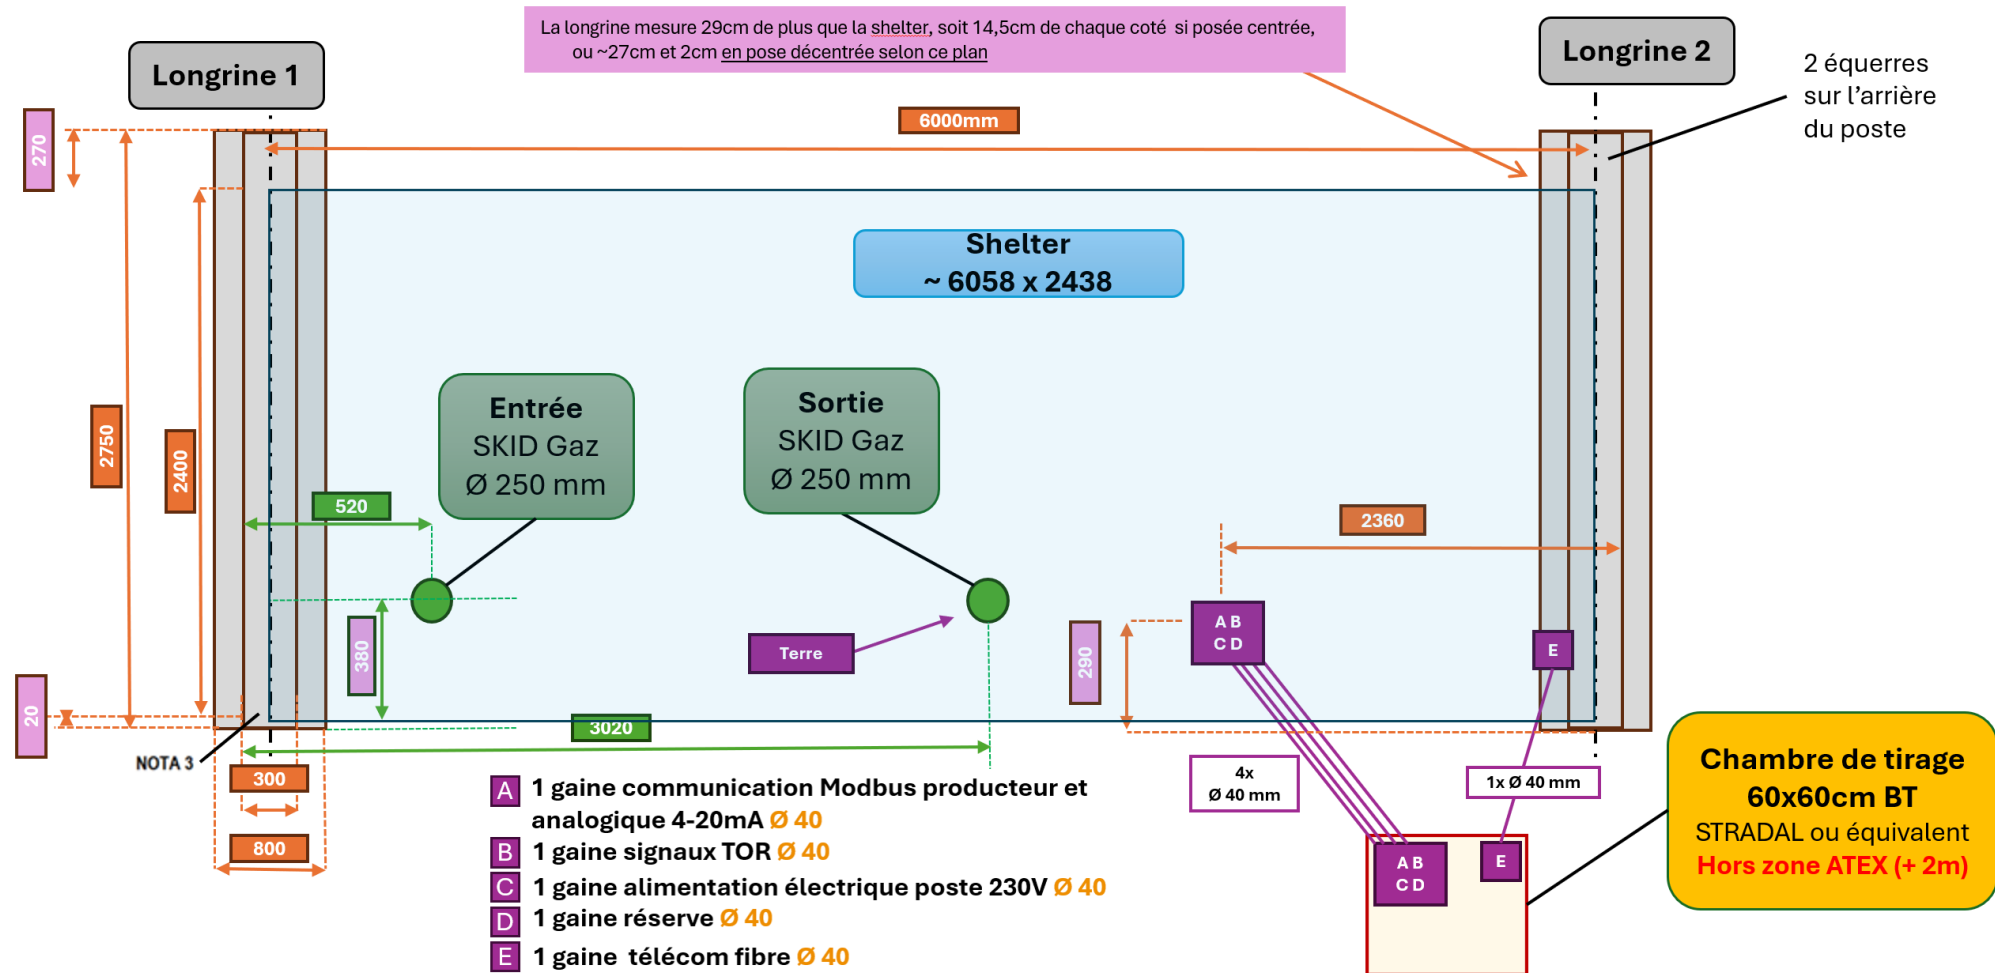 La longrine mesure 29cm de plus que la shelter, soit 14,5cm de chaque coté si posée centrée,
ou ~27cm et 2cm en pose décentrée selon ce plan
Longrine 1
Longrine 2
2 équerres
sur l'arrière
du poste
270
6000mm
Shelter
~ 6058 x 2438
2750
2400
Entrée
SKID Gaz
Ø 250 mm
Sortie
SKID Gaz
Ø 250 mm
520
2360
380
Terre
290
A B
C D
E
20
3020
NOTA 3
300
800
4x
Ø 40 mm
1x Ø 40 mm
A 1 gaine communication Modbus producteur et
analogique 4-20mA Ø 40
B 1 gaine signaux TOR Ø 40
C 1 gaine alimentation électrique poste 230V Ø 40
D 1 gaine réserve Ø 40
E 1 gaine télécom fibre Ø 40
A B
C D
E
Chambre de tirage
60x60cm BT
STRADAL ou équivalent
Hors zone ATEX (+ 2m)